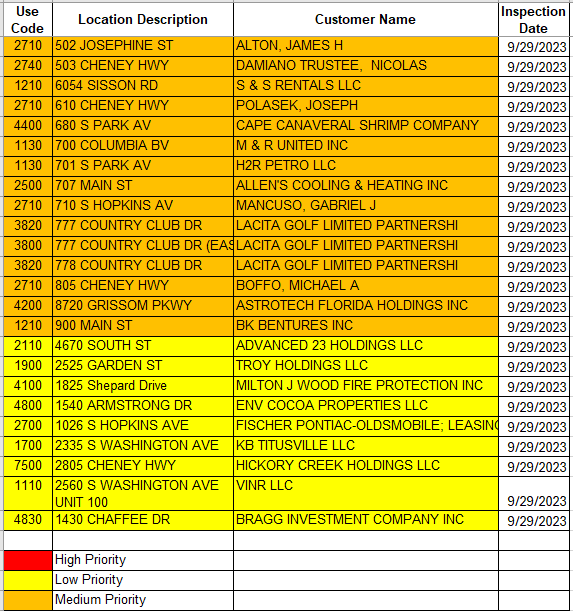 Use Code Location Description Customer Name Inspection Date
2710 502 JOSEPHINE ST ALTON, JAMES H 9/29/2023
2740 503 CHENEY HWY DAMIANO TRUSTEE, NICOLAS 9/29/2023
1210 6054 SISSON RD S & S RENTALS LLC 9/29/2023
2710 610 CHENEY HWY POLASEK, JOSEPH 9/29/2023
4400 680 S PARK AV CAPE CANAVERAL SHRIMP COMPANY 9/29/2023
1130 700 COLUMBIA BV M & R UNITED INC 9/29/2023
1130 701 S PARK AV H2R PETRO LLC 9/29/2023
2500 707 MAIN ST ALLEN'S COOLING & HEATING INC 9/29/2023
2710 710 S HOPKINS AV MANCUSO, GABRIEL J 9/29/2023
3820 777 COUNTRY CLUB DR LACITA GOLF LIMITED PARTNERSHI 9/29/2023
3800 777 COUNTRY CLUB DR (EAS LACITA GOLF LIMITED PARTNERSHI 9/29/2023
3820 778 COUNTRY CLUB DR LACITA GOLF LIMITED PARTNERSHI 9/29/2023
2710 805 CHENEY HWY BOFFO, MICHAEL A 9/29/2023
4200 8720 GRISSOM PKWY ASTROTECH FLORIDA HOLDINGS INC 9/29/2023
1210 900 MAIN ST BK BENTURES INC 9/29/2023
2110 4670 SOUTH ST ADVANCED 23 HOLDINGS LLC 9/29/2023
1900 2525 GARDEN ST TROY HOLDINGS LLC 9/29/2023
4100 1825 Shepard Drive MILTON J WOOD FIRE PROTECTION INC 9/29/2023
4800 1540 ARMSTRONG DR ENV COCOA PROPERTIES LLC 9/29/2023
2700 1026 S HOPKINS AVE FISCHER PONTIAC-OLDSMOBILE; LEASING 9/29/2023
1700 2335 S WASHINGTON AVE KB TITUSVILLE LLC 9/29/2023
7500 2805 CHENEY HWY HICKORY CREEK HOLDINGS LLC 9/29/2023
1110 2560 S WASHINGTON AVE VINR LLC
UNIT 100 9/29/2023
4830 1430 CHAFFEE DR BRAGG INVESTMENT COMPANY INC 9/29/2023
High Priority
Low Priority
Medium Priority